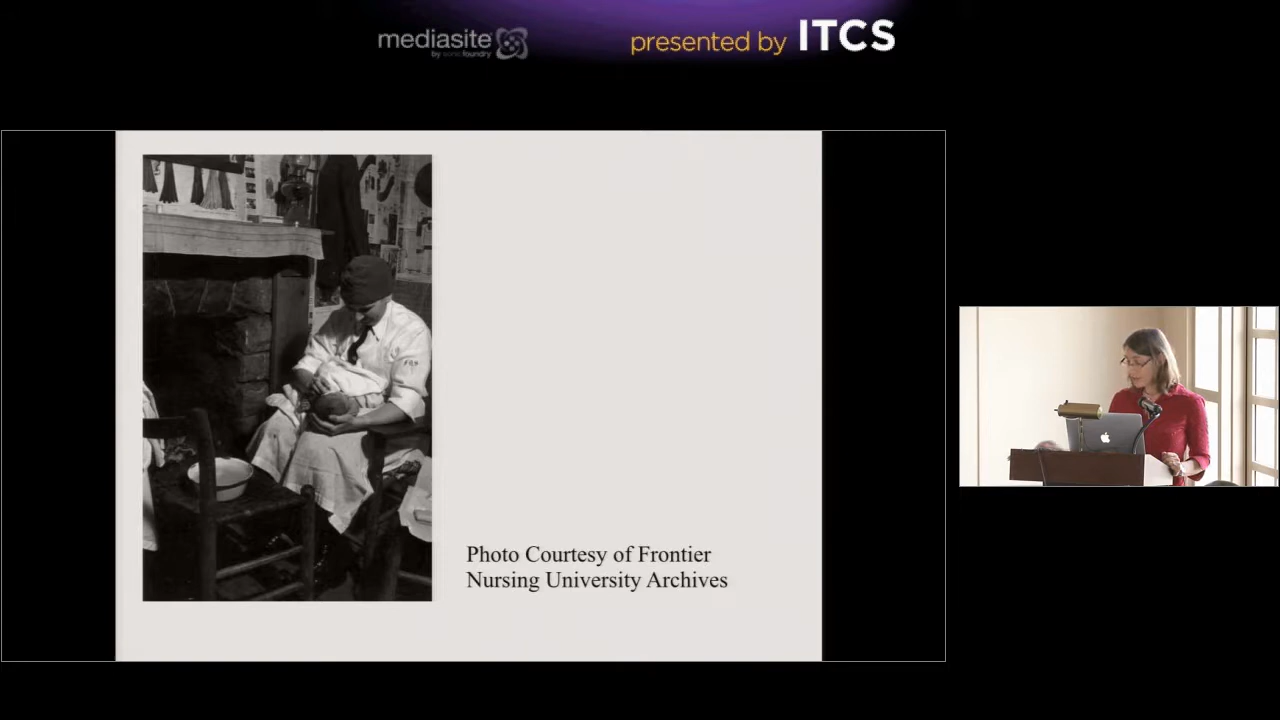 mediasite
by sonic foundry
presented by ITCS
Photo Courtesy of Frontier
Nursing University Archives